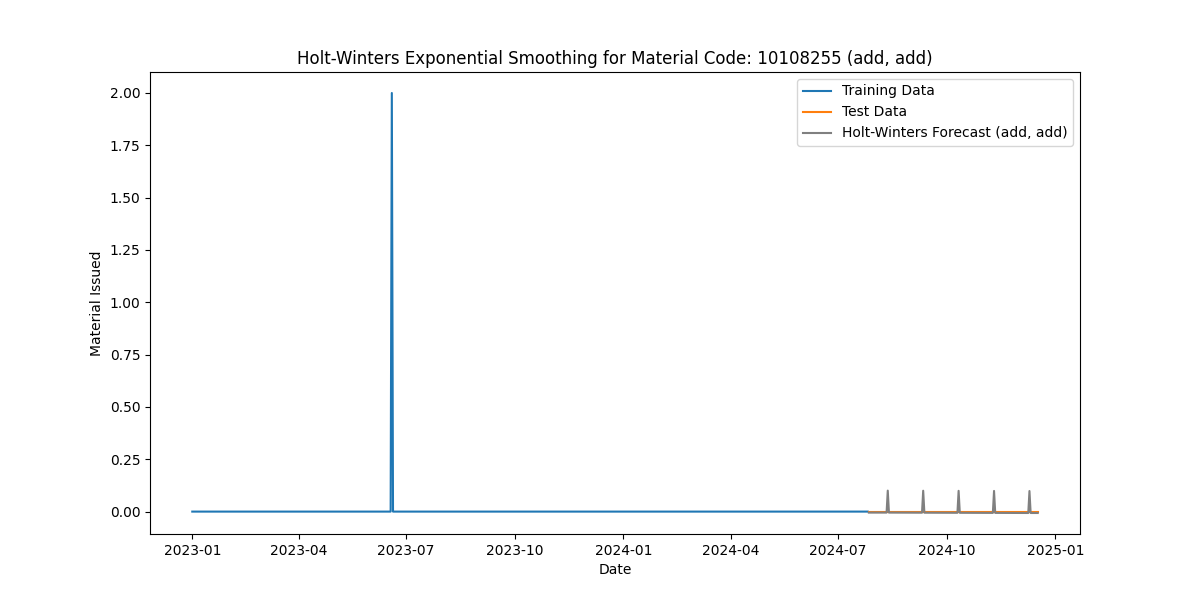 Holt-Winters Exponential Smoothing for Material Code: 10108255 (add, add)
Training Data
Test Data
Holt-Winters Forecast (add, add)
Material Issued
2.00
1.75
1.50
1.25
1.00
0.75
0.50
0.25
0.00
2023-01 2023-04 2023-07 2023-10 2024-01 2024-04 2024-07 2024-10 2025-01
Date